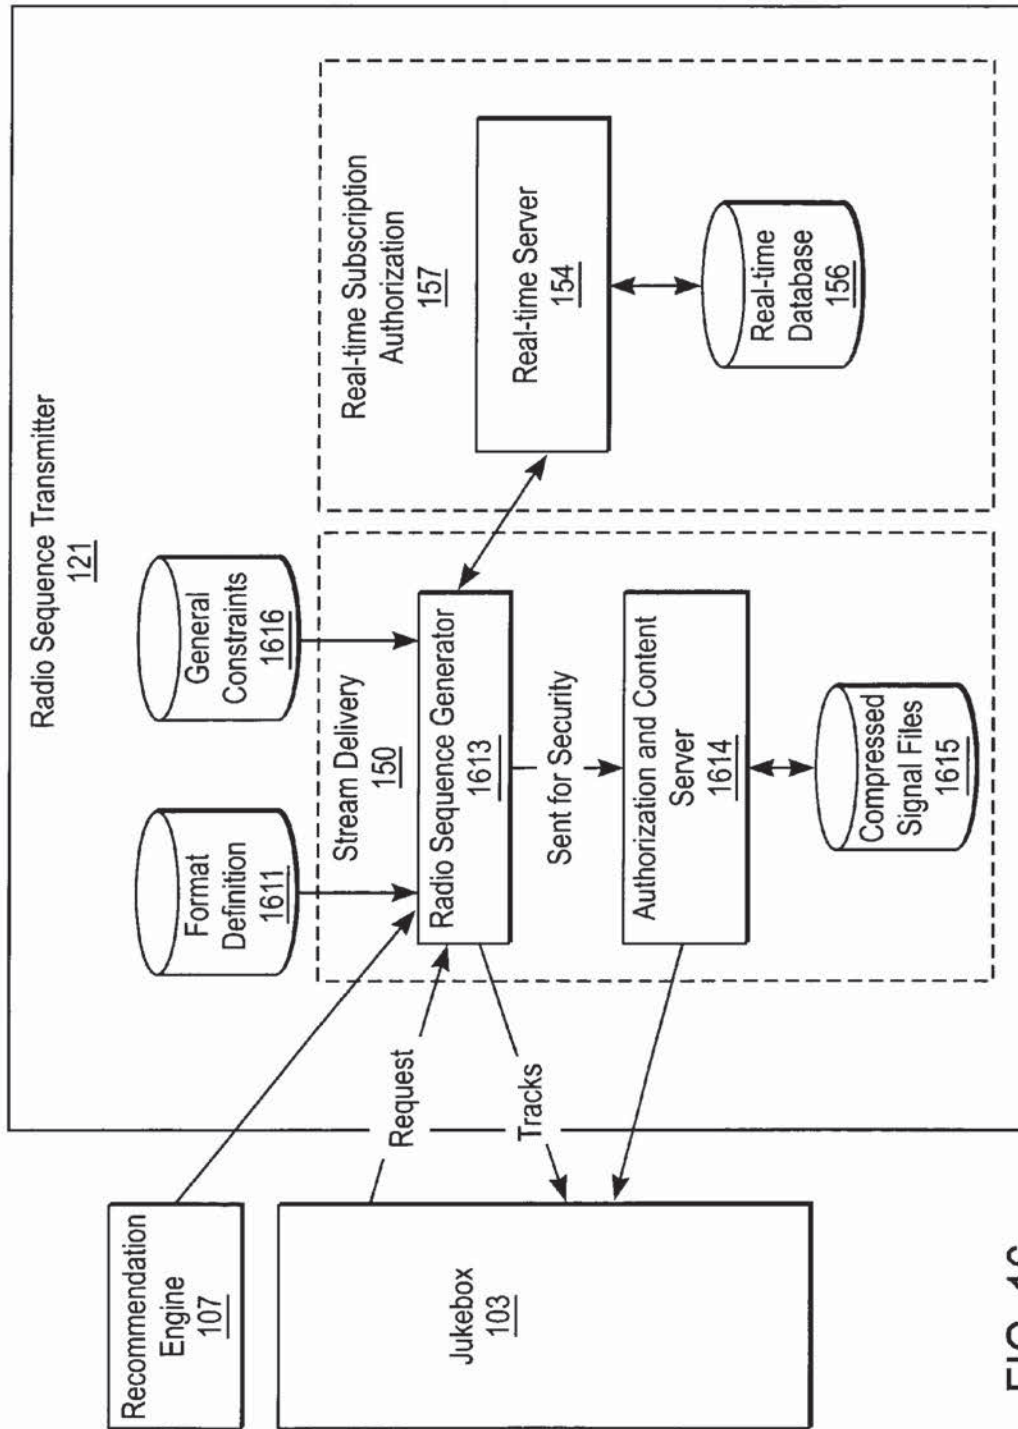 Radio Sequence Transmitter
121
Recommendation
Engine
107
Format
Definition
1611
General
Constraints
1616
Jukebox
103
Request
Tracks
Stream Delivery
150
Radio Sequence Generator
1613
Sent for Security
Authorization and Content
Server
1614
Compressed
Signal Files
1615
Real-time Subscription
Authorization
157
Real-time Server
154
Real-time
Database
156